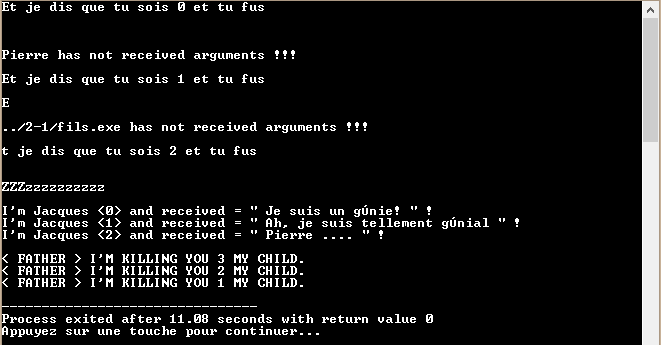 Et je dis que tu sois 0 et tu fus
Pierre has not received arguments !!!
Et je dis que tu sois 1 et tu fus
E
../2-1/fils.exe has not received arguments !!!
t je dis que tu sois 2 et tu fus
ZZZzzzzzzzzzz
I'm Jacques <0> and received = " Je suis un gÚnie! " !
I'm Jacques <1> and received = " Ah, je suis tellement gÚnial " !
I'm Jacques <2> and received = " Pierre .... " !
< FATHER > I'M KILLING YOU 3 MY CHILD.
< FATHER > I'M KILLING YOU 2 MY CHILD.
< FATHER > I'M KILLING YOU 1 MY CHILD.
--------------------------------
Process exited after 11.08 seconds with return value 0
Appuyez sur une touche pour continuer...